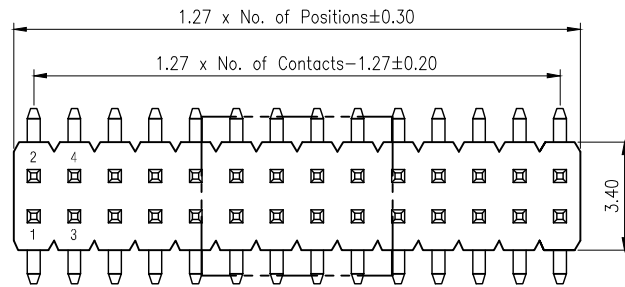 1.27 x No. of Positions±0.30
1.27 x No. of Contacts-1.27±0.20
2 4
1 3
3.40